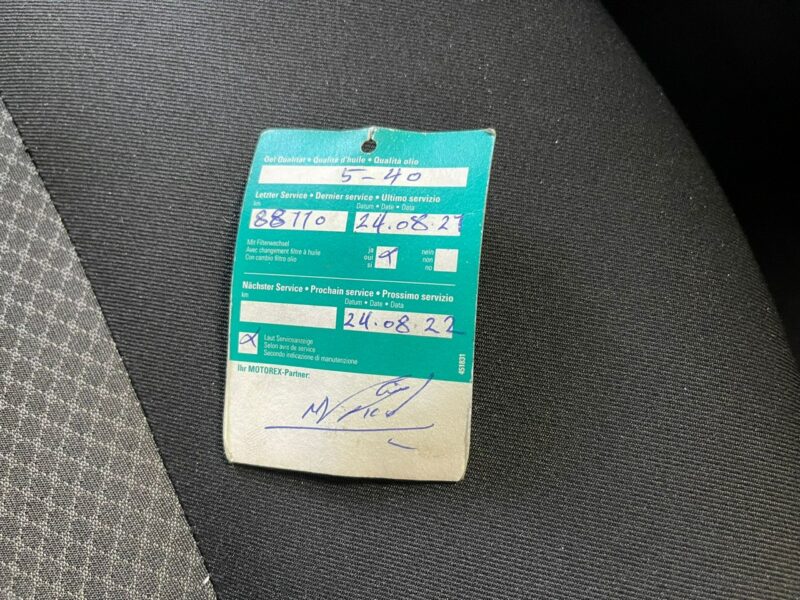 Oel Qualität • Qualité d'huile • Qualità olio
5-40
Letzter Service • Dernier service • Ultimo servizio
km Datum • Date • Data
88110 24.08.21
Mit Filterwechsel
Avec changement filtre à huile
Con cambio filtro olio
ja
oui
si
nein
non
no
Nächster Service • Prochain service • Prossimo servizio
km Datum • Date • Data
24.08.22
Laut Serviceanzeige
Selon avis de service
Secondo indicazione di manutenzione
451831
Ihr MOTOREX-Partner: